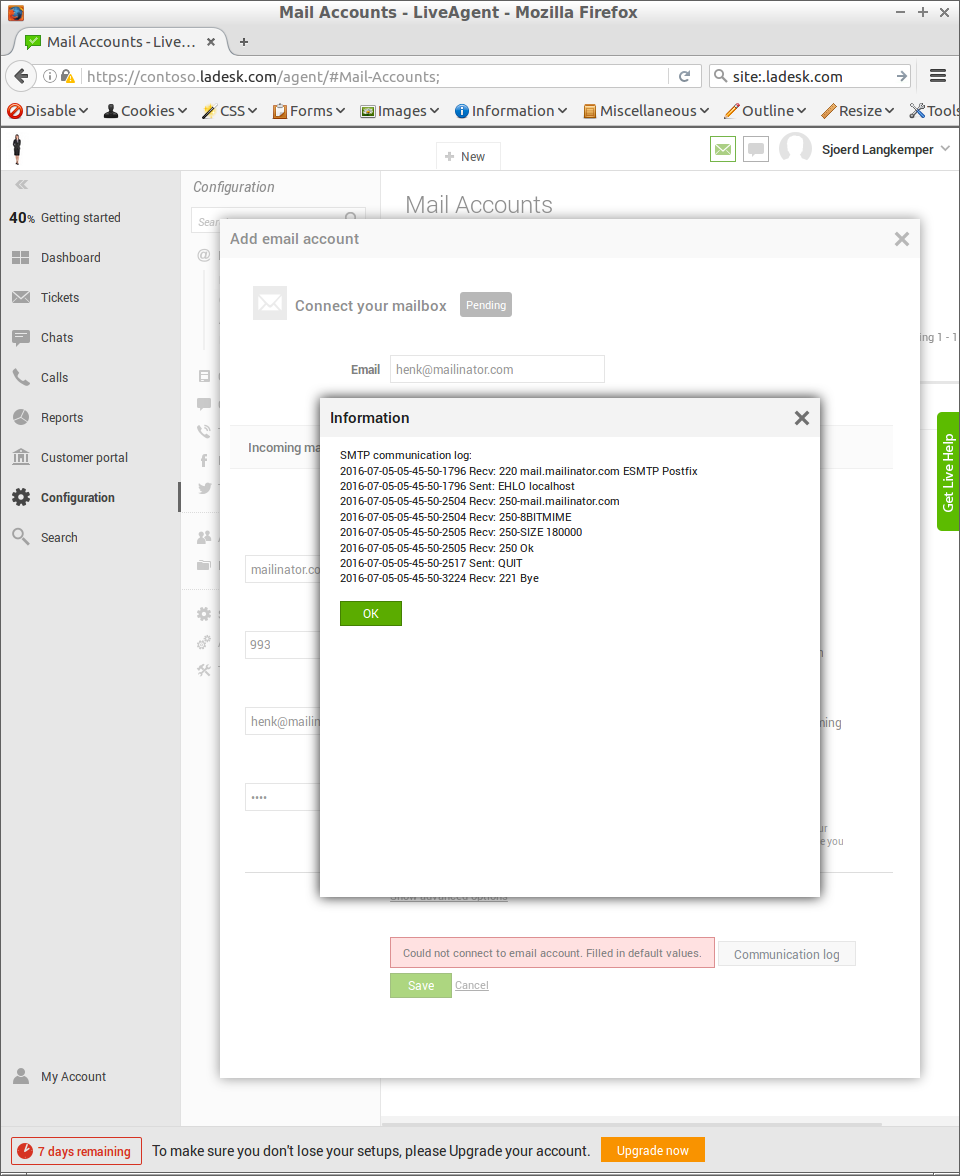 Mail Accounts - LiveAgent - Mozilla Firefox
Mail Accounts - Live...
https://contoso.ladesk.com/agent/#Mail-Accounts;
site:.ladesk.com
Disable Cookies CSS Forms Images Information Miscellaneous Outline Resize Tools
New
Sjoerd Langkemper
40% Getting started
Dashboard
Tickets
Chats
Calls
Reports
Customer portal
Configuration
Search
My Account
Configuration
Sear
Mail Accounts
ing 1 - 1
Add email account
Connect your mailbox Pending
Email henk@mailinator.com
Incoming ma
mailinator.co
993
henk@mailin
ming
••••
ur
e you
Information
SMTP communication log:
2016-07-05-05-45-50-1796 Recv: 220 mail.mailinator.com ESMTP Postfix
2016-07-05-05-45-50-1796 Sent: EHLO localhost
2016-07-05-05-45-50-2504 Recv: 250-mail.mailinator.com
2016-07-05-05-45-50-2504 Recv: 250-8BITMIME
2016-07-05-05-45-50-2505 Recv: 250-SIZE 180000
2016-07-05-05-45-50-2505 Recv: 250 Ok
2016-07-05-05-45-50-2517 Sent: QUIT
2016-07-05-05-45-50-3224 Recv: 221 Bye
OK
Get Live Help
Show advanced options
Could not connect to email account. Filled in default values.
Communication log
Save Cancel
7 days remaining
To make sure you don't lose your setups, please Upgrade your account.
Upgrade now